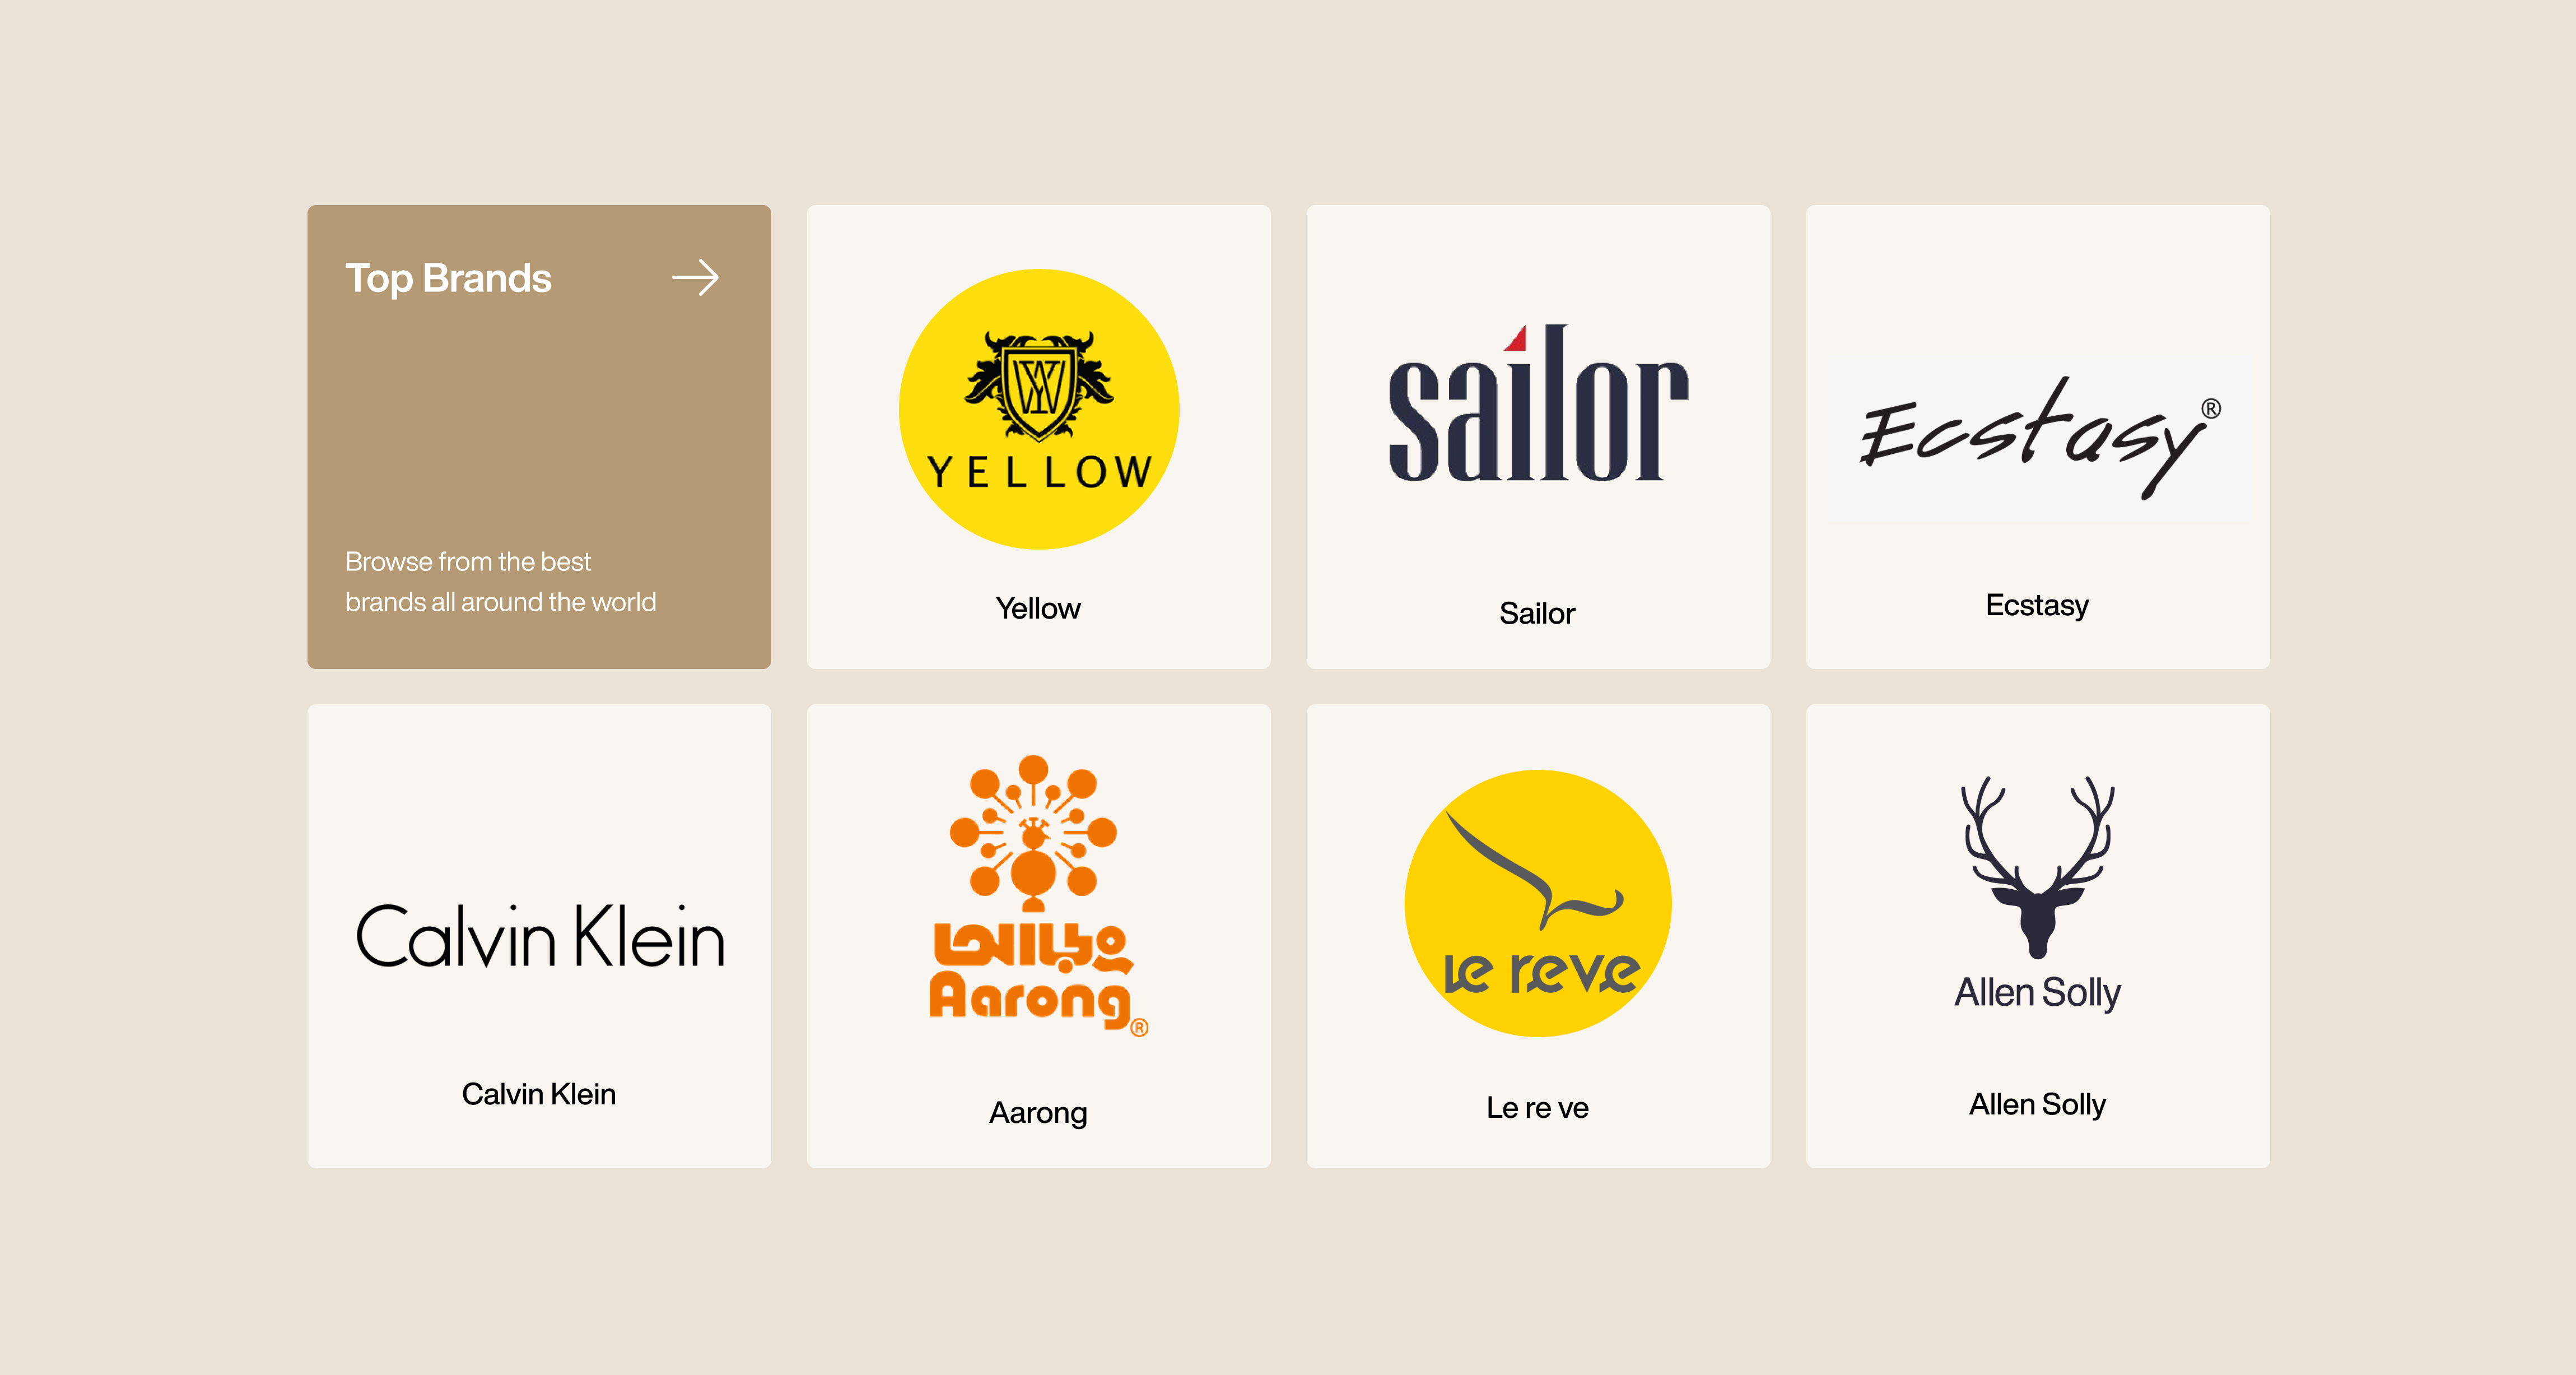 Top Brands
Browse from the best
brands all around the world
YELLOW
Yellow
sailor
Sailor
Ecstasy®
Ecstasy
Calvin Klein
Calvin Klein
আড়ং
Aarong®
Aarong
Le reve
Le re ve
Allen Solly
Allen Solly